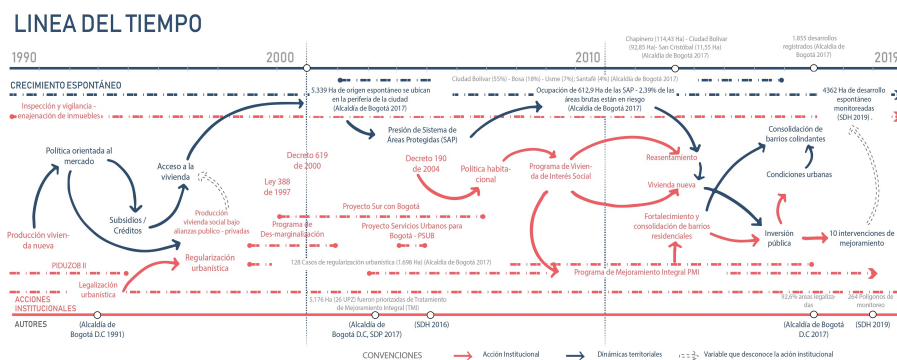 LINEA DEL TIEMPO
1990
2000
2010
2019
Chapinero (114,43 Ha) - Ciudad Bolivar
(92,85 Ha)- San Cristóbal (11,55 Ha)
(Alcaldía de Bogotá 2017)
1.855 desarrollos
registrados (Alcaldía de
Bogotá 2017)
CRECIMIENTO ESPONTÁNEO
Ciudad Bolivar (55%) - Bosa (18%) - Usme (7%); Santafé (4%) (Alcaldía de Bogotá 2017)
5.339 Ha de origen espontáneo se ubican
en la periferia de la ciudad
(Alcaldía de Bogotá 2017)
Ocupación de 612,9 Ha de las SAP - 2,39% de las
áreas brutas están en riesgo
(Alcaldía de Bogotá 2017)
4362 Ha de desarrollo
espontáneo
monitoreadas
(SDH 2019) .
Inspección y vigilancia -
enajenación de inmuebles
Presión de Sistema de
Áreas Protegidas (SAP)
Consolidación de
barrios colindantes
Política orientada al
mercado
Acceso a la
vivienda
Decreto 619
de 2000
Decreto 190
de 2004
Política habita-
cional
Programa de Vivien-
da de Interés Social
Reasentamiento
Condiciones urbanas
Ley 388
de 1997
Vivienda nueva
Producción vivien-
da nueva
Subsidios /
Créditos
Producción
vivienda social bajo
alianzas publico - privadas
Proyecto Sur con Bogotá
Programa de
Des-marginalización
Proyecto Servicios Urbanos para
Bogotá - PSUB
Fortalecimiento y
consolidación de barrios
residenciales
Inversión
pública
10 intervenciones de
mejoramiento
Regularización
urbanística
128 Casos de regularización urbanística (1.698 Ha) (Alcaldía de Bogotá 2017)
PIDUZOB II
Programa de Mejoramiento Integral PMI
Legalización
urbanística
ACCIONES
INSTITUCIONALES
5,176 Ha (26 UPZ) fueron priorizadas de Tratamiento
de Mejoramiento Integral (TMI)
92,6% areas legaliza-
das
264 Polígonos de
monitoreo
AUTORES
(Alcaldía de
Bogotá D.C 1991)
(Alcaldía de
Bogotá D.C, SDP 2017)
(SDH 2016)
(Alcaldía de Bogotá
D.C 2017)
(SDH 2019)
CONVENCIONES
Acción Institucional
Dinámicas territoriales
Variable que desconoce la acción institucional